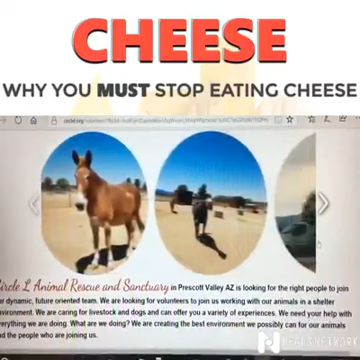 CHEESE
WHY YOU MUST STOP EATING CHEESE
Circle L Animal Rescue and Sanctuary in Prescott Valley AZ is looking for the right people to join
our dynamic, future oriented team. We are looking for volunteers to join us working with our animals in a shelter
environment. We are caring for livestock and dogs and can offer you a variety of experiences. We need your help with
everything we are doing. What are we doing? We are creating the best environment we possibly can for our animals
and the people who are joining us.